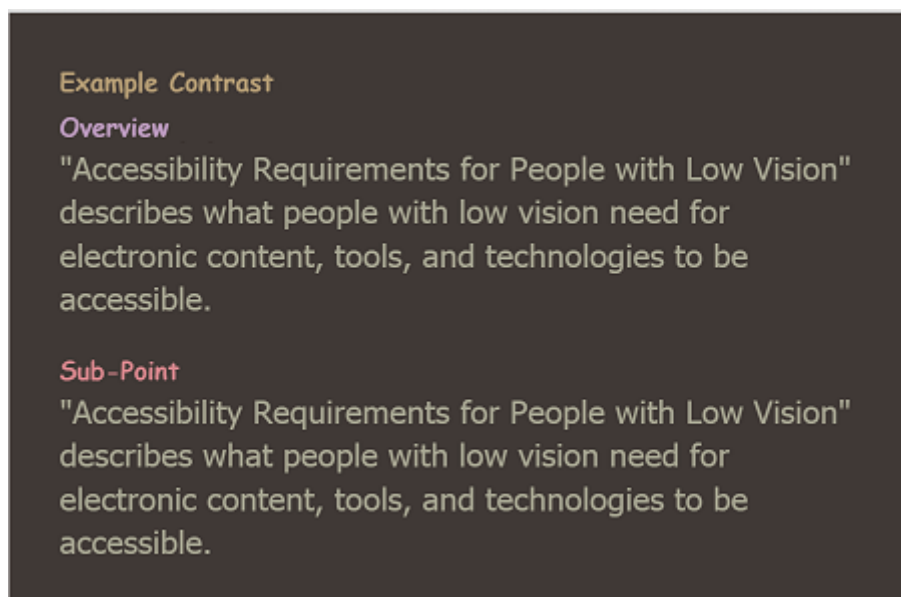 Example Contrast
Overview
"Accessibility Requirements for People with Low Vision"
describes what people with low vision need for
electronic content, tools, and technologies to be
accessible.
Sub-Point
"Accessibility Requirements for People with Low Vision"
describes what people with low vision need for
electronic content, tools, and technologies to be
accessible.